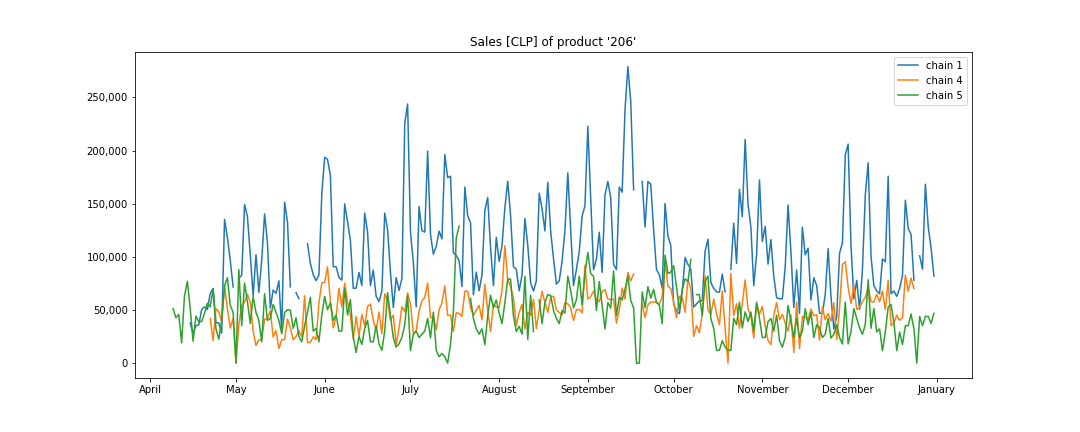 Sales [CLP] of product '206'
chain 1
chain 4
chain 5
250,000
200,000
150,000
100,000
50,000
0
April May June July August September October November December January